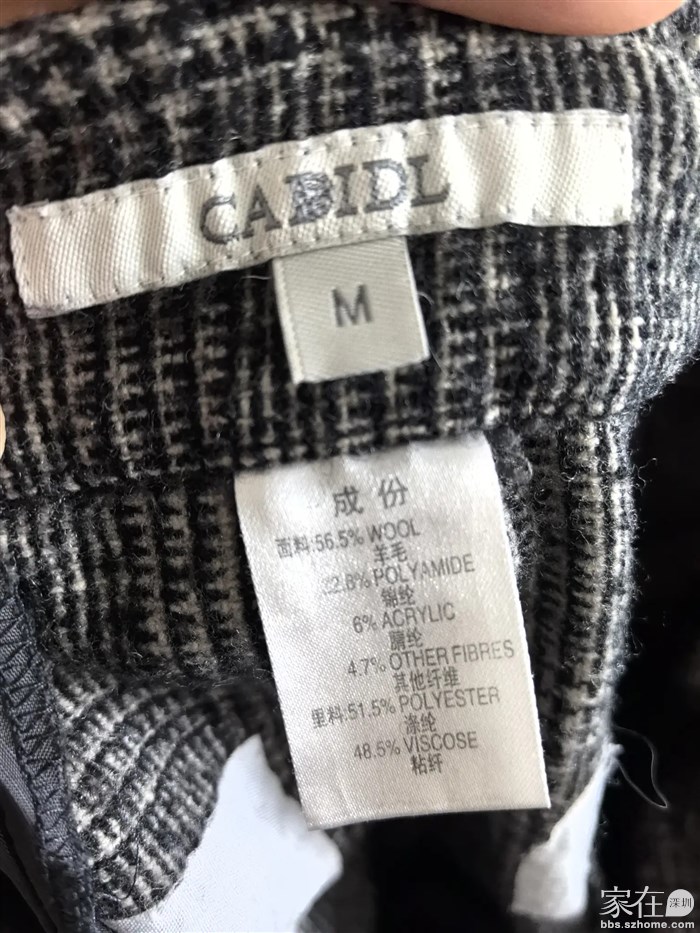 CABIDL
M
成份
面料:56.5% WOOL
羊毛
POLYAMIDE
锦纶
6% ACRYLIC
腈纶
4.7% OTHER FIBRES
其他纤维
里料:51.5% POLYESTER
涤纶
48.5% VISCOSE
粘纤
家在深圳
bbs.szhome.com